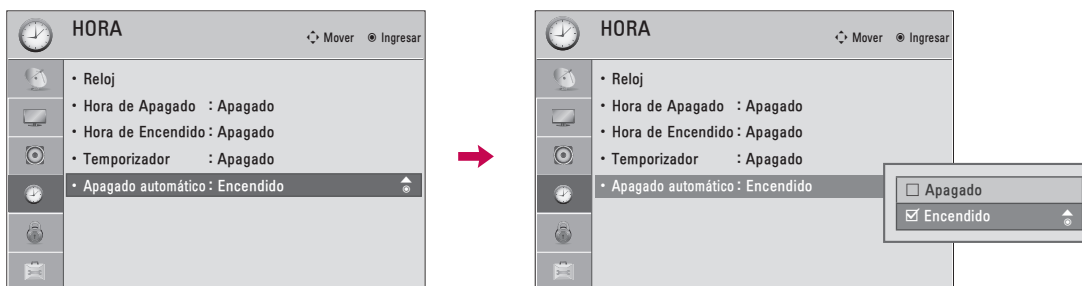 HORA
Mover Ingresar
• Reloj
• Hora de Apagado : Apagado
• Hora de Encendido : Apagado
• Temporizador : Apagado
• Apagado automático : Encendido
HORA
Mover Ingresar
• Reloj
• Hora de Apagado : Apagado
• Hora de Encendido : Apagado
• Temporizador : Apagado
• Apagado automático : Encendido
☐ Apagado
☑ Encendido